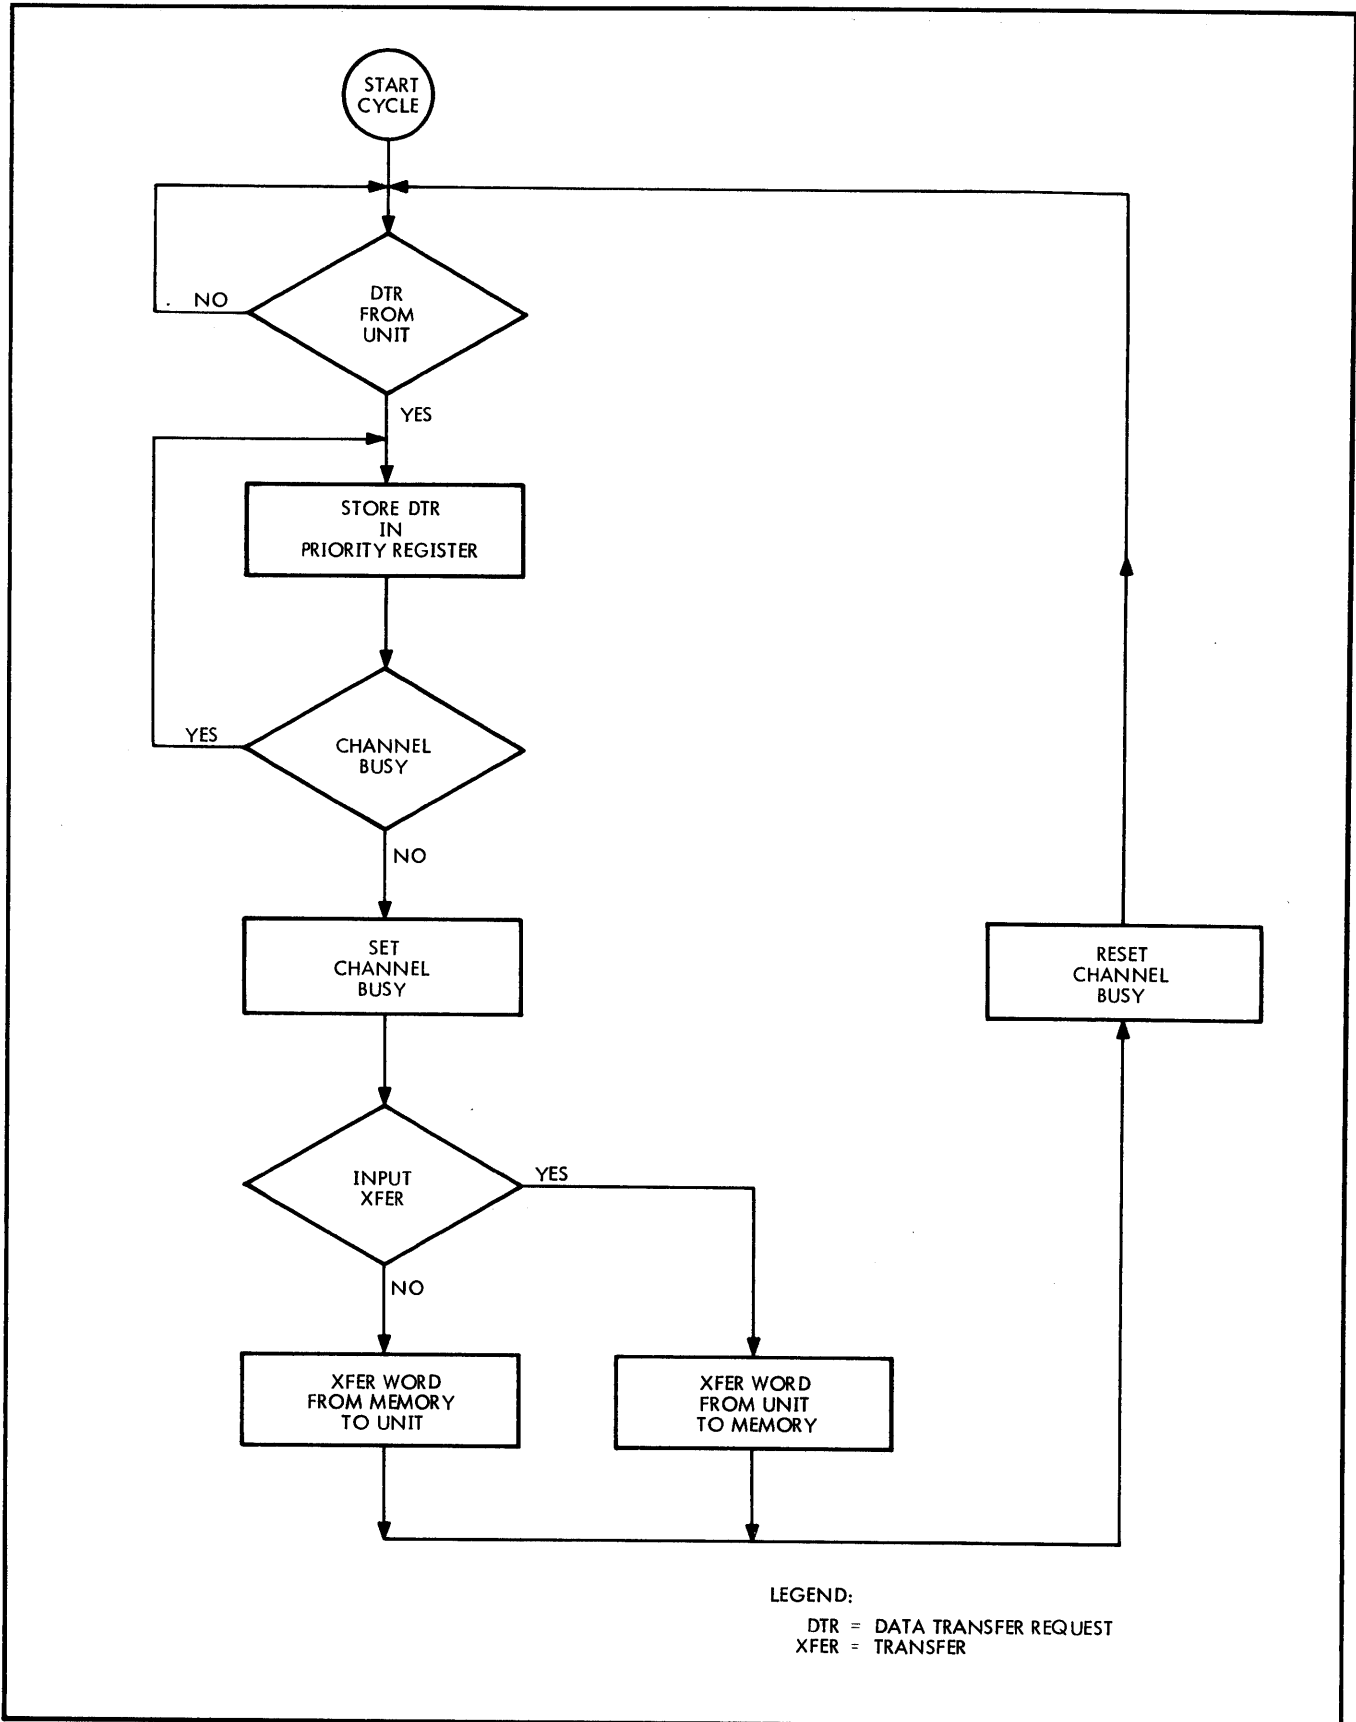 START
CYCLE
NO
DTR
FROM
UNIT
YES
STORE DTR
IN
PRIORITY REGISTER
YES
CHANNEL
BUSY
NO
SET
CHANNEL
BUSY
RESET
CHANNEL
BUSY
INPUT
XFER
YES
NO
XFER WORD
FROM MEMORY
TO UNIT
XFER WORD
FROM UNIT
TO MEMORY
LEGEND:
DTR = DATA TRANSFER REQUEST
XFER = TRANSFER